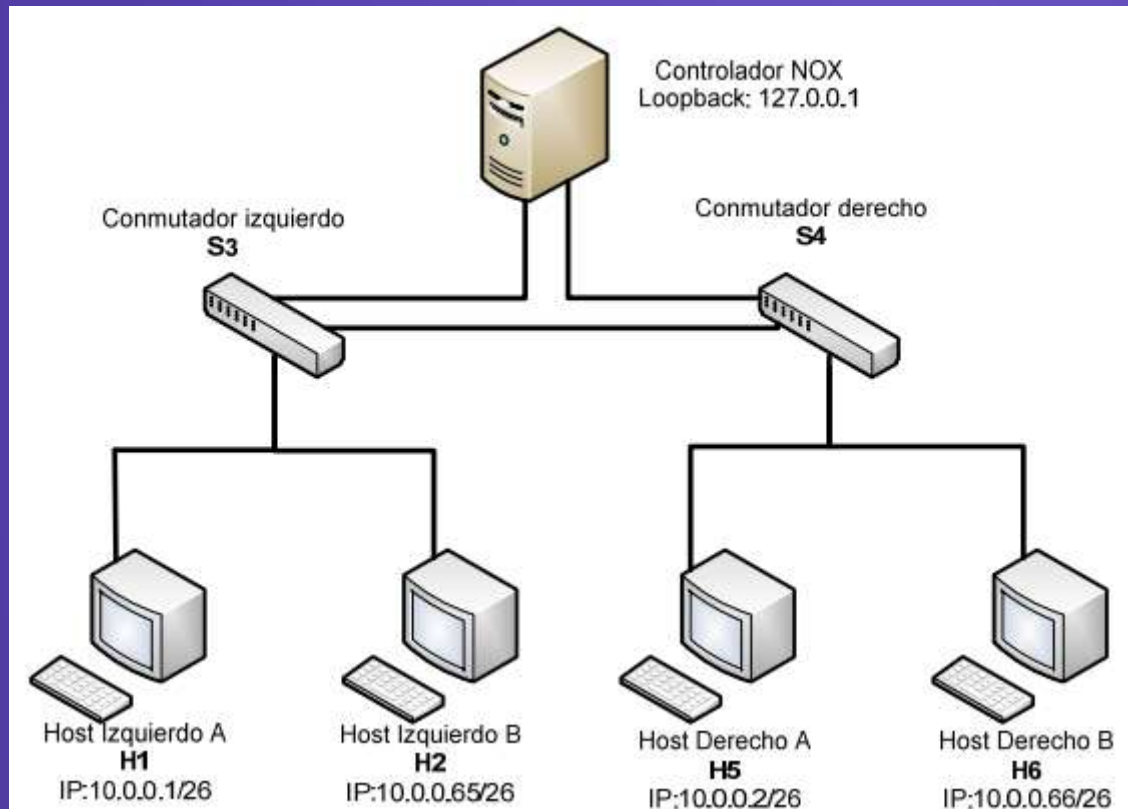 Controlador NOX
Loopback: 127.0.0.1
Conmutador izquierdo
S3
Conmutador derecho
S4
Host Izquierdo A
H1
IP:10.0.0.1/26
Host Izquierdo B
H2
IP:10.0.0.65/26
Host Derecho A
H5
IP:10.0.0.2/26
Host Derecho B
H6
IP:10.0.0.66/26